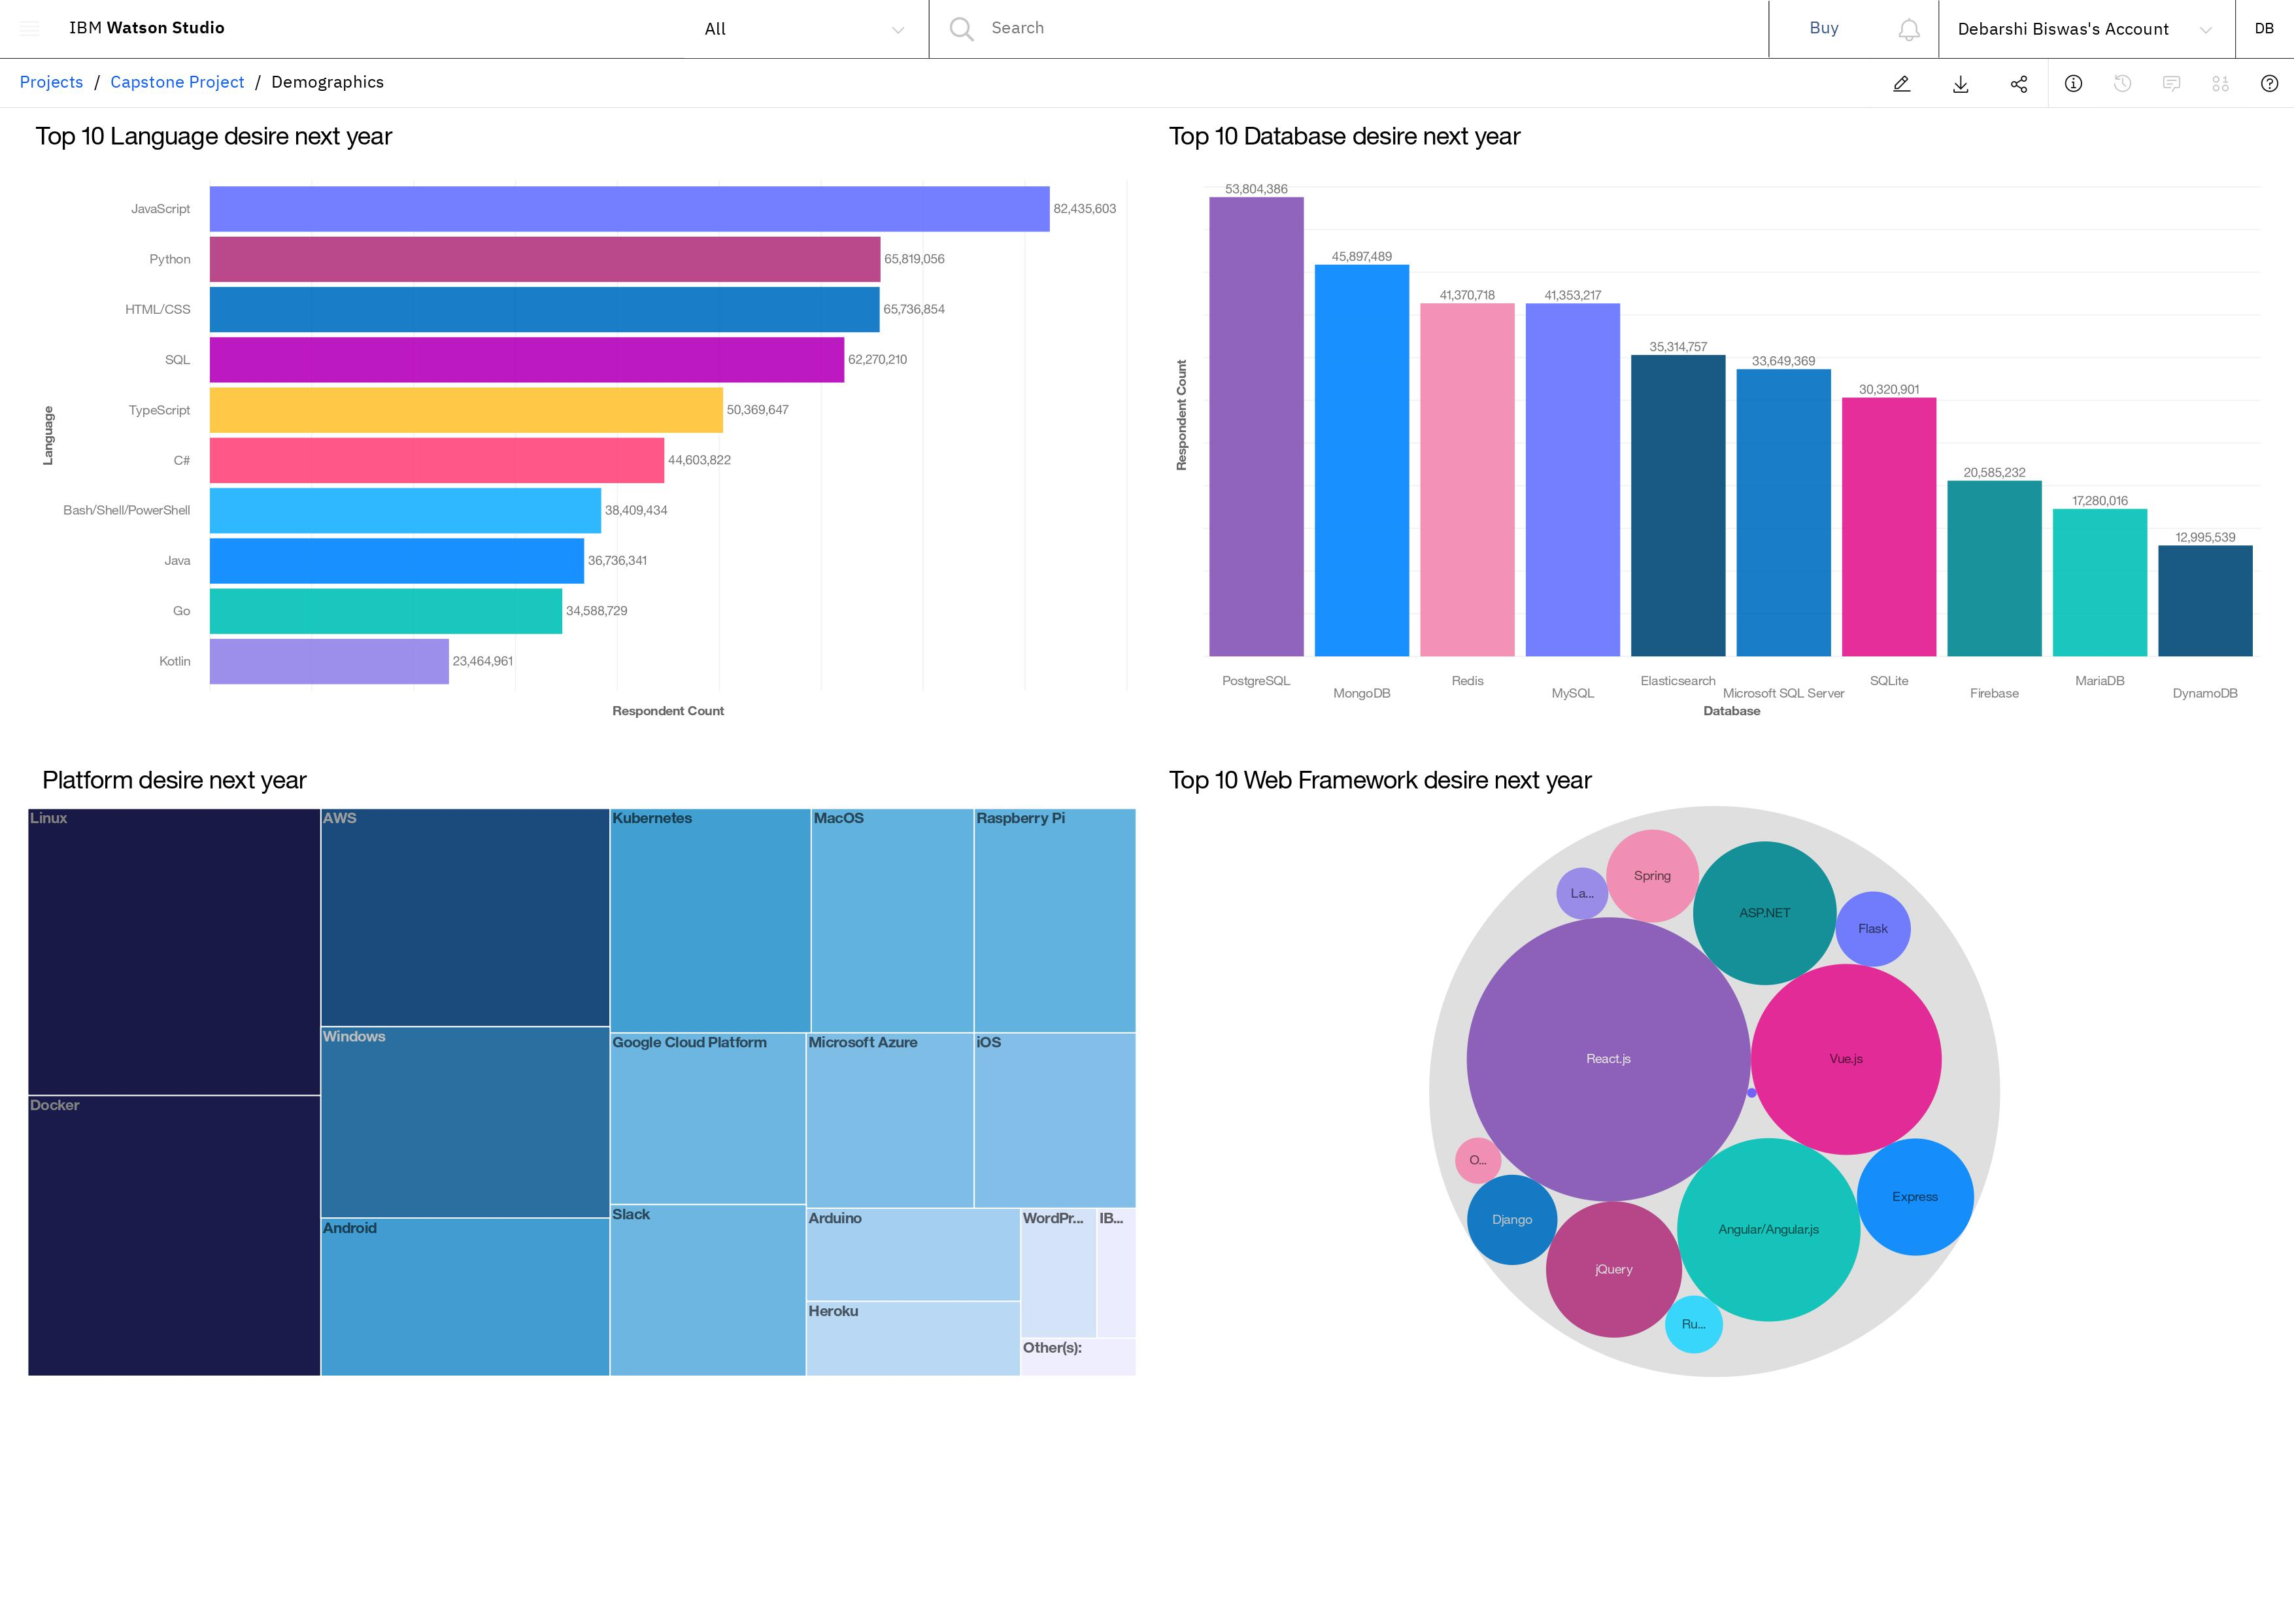 IBM Watson Studio
All
Search
Buy
Debarshi Biswas's Account
DB
Projects / Capstone Project / Demographics
Top 10 Language desire next year
Language
JavaScript 82,435,603
Python 65,819,056
HTML/CSS 65,736,854
SQL 62,270,210
TypeScript 50,369,647
C# 44,603,822
Bash/Shell/PowerShell 38,409,434
Java 36,736,341
Go 34,588,729
Kotlin 23,464,961
Respondent Count
Top 10 Database desire next year
Respondent Count
53,804,386
45,897,489
41,370,718
41,353,217
35,314,757
33,649,369
30,320,901
20,585,232
17,280,016
12,995,539
PostgreSQL
MongoDB
Redis
MySQL
Elasticsearch
Microsoft SQL Server
SQLite
Firebase
MariaDB
DynamoDB
Database
Platform desire next year
Linux
AWS
Kubernetes
MacOS
Raspberry Pi
Windows
Google Cloud Platform
Microsoft Azure
iOS
Docker
Slack
Arduino
WordPr...
IB...
Android
Heroku
Other(s):
Top 10 Web Framework desire next year
Spring
La...
ASP.NET
Flask
React.js
Vue.js
O...
Django
Express
Angular/Angular.js
jQuery
Ru...